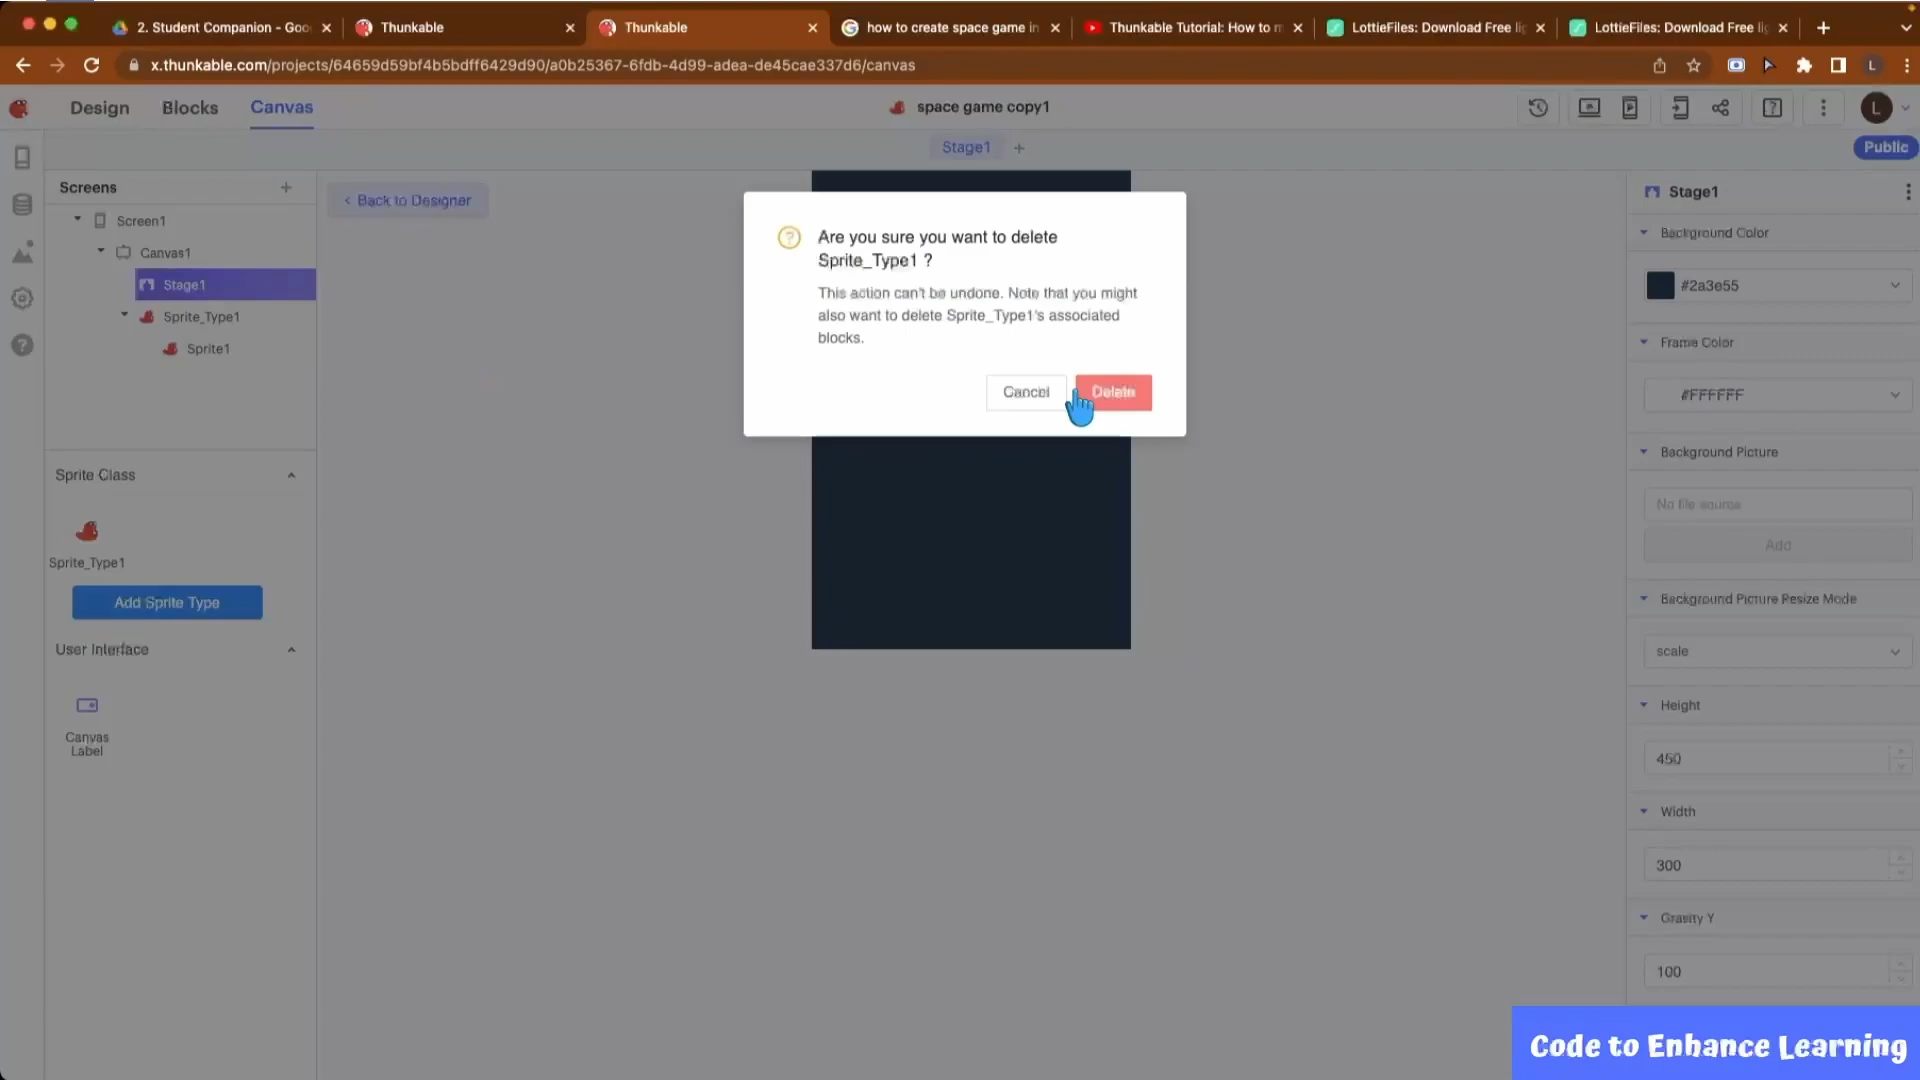 2. Student Companion - Goo
Thunkable
Thunkable
how to create space game in
Thunkable Tutorial: How to m
LottieFiles: Download Free lig
LottieFiles: Download Free lig
x.thunkable.com/projects/64659d59bf4b5bdff6429d90/a0b25367-6fdb-4d99-adea-de45cae337d6/canvas
L
Design
Blocks
Canvas
space game copy1
L
Stage1
Public
Screens
Screen1
Canvas1
Stage1
Sprite_Type1
Sprite1
< Back to Designer
Sprite Class
Sprite_Type1
Add Sprite Type
User Interface
Canvas
Label
Are you sure you want to delete
Sprite_Type1 ?
This action can't be undone. Note that you might
also want to delete Sprite_Type1's associated
blocks.
Cancel
Delete
Stage1
Background Color
#2a3e55
Frame Color
#FFFFFF
Background Picture
No file source
Add
Background Picture Resize Mode
scale
Height
450
Width
300
Gravity Y
100
Code to Enhance Learning